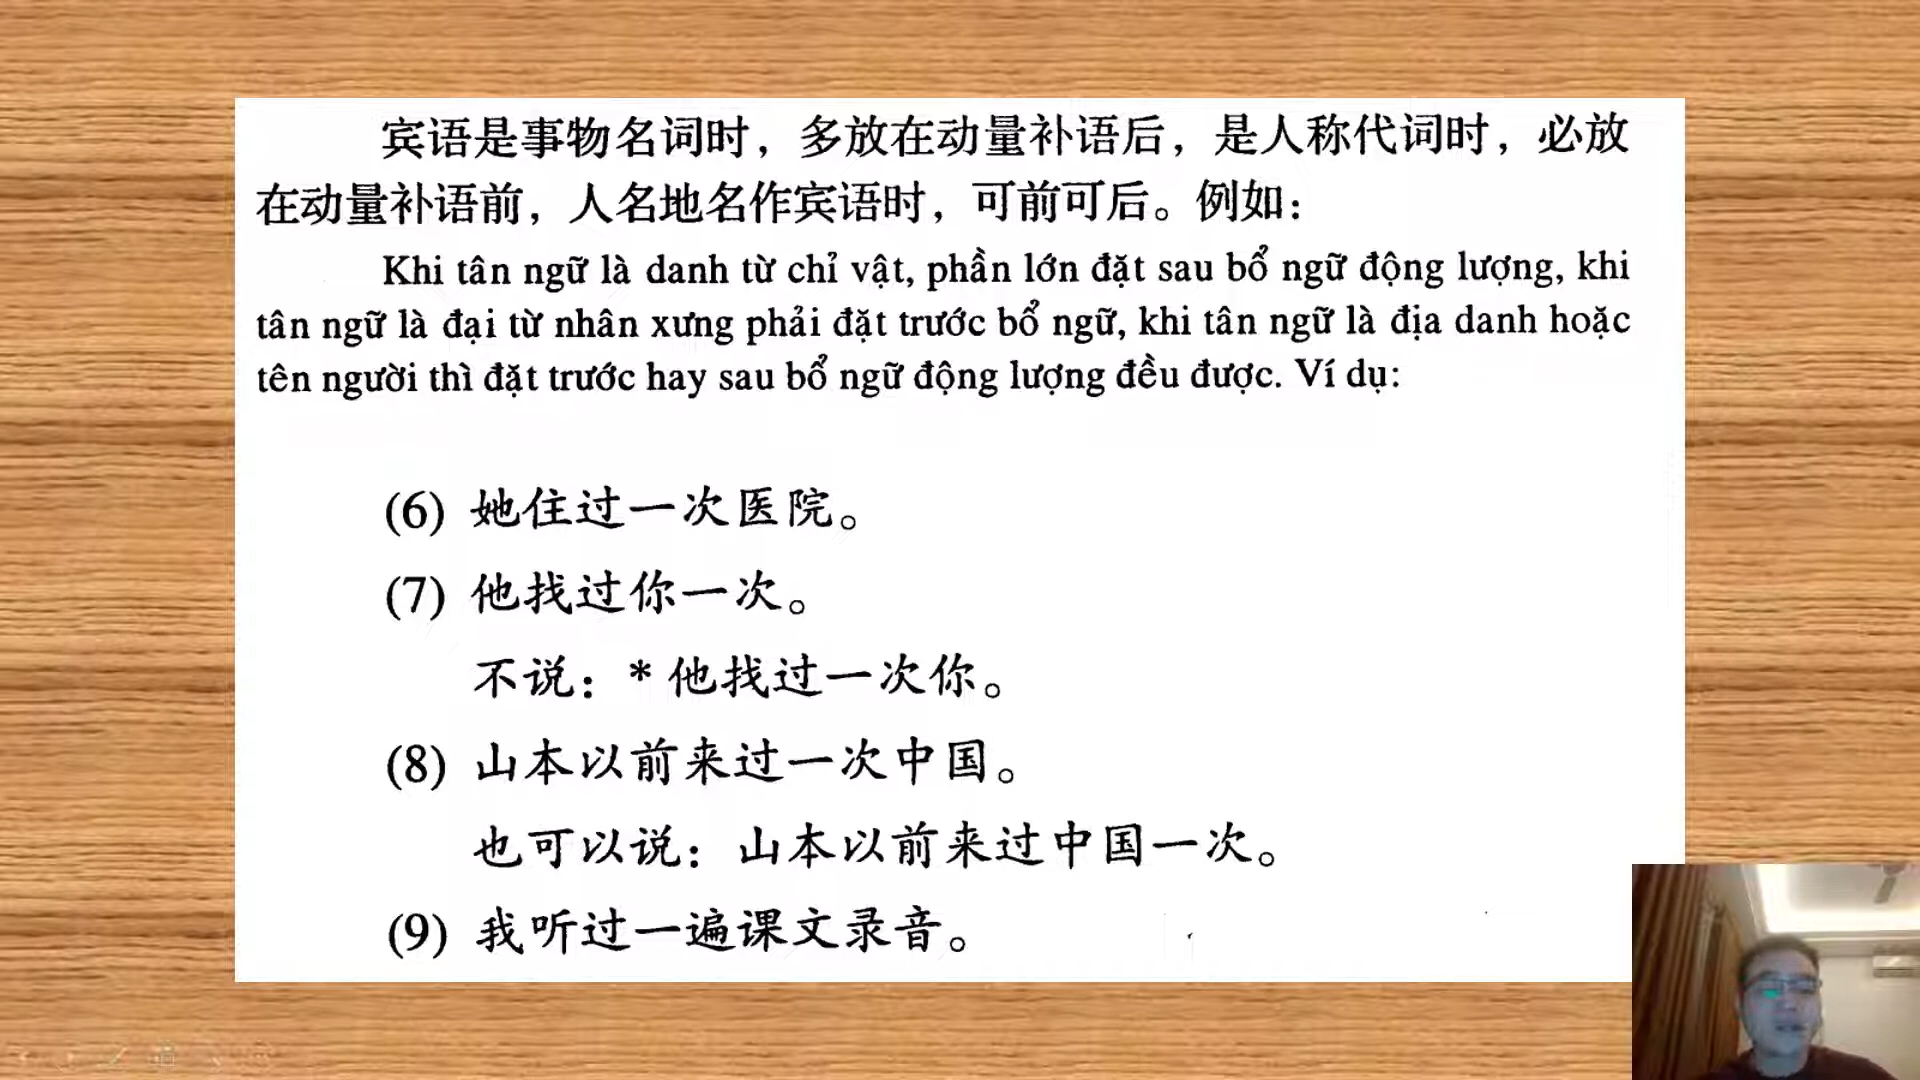 宾语是事物名词时，多放在动量补语后，是人称代词时，必放
在动量补语前，人名地名作宾语时，可前可后。例如：
Khi tân ngữ là danh từ chỉ vật, phần lớn đặt sau bổ ngữ động lượng, khi
tân ngữ là đại từ nhân xưng phải đặt trước bổ ngữ, khi tân ngữ là địa danh hoặc
tên người thì đặt trước hay sau bổ ngữ động lượng đều được. Ví dụ:
(6) 她住过一次医院。
(7) 他找过你一次。
不说：* 他找过一次你。
(8) 山本以前来过一次中国。
也可以说：山本以前来过中国一次。
(9) 我听过一遍课文录音。